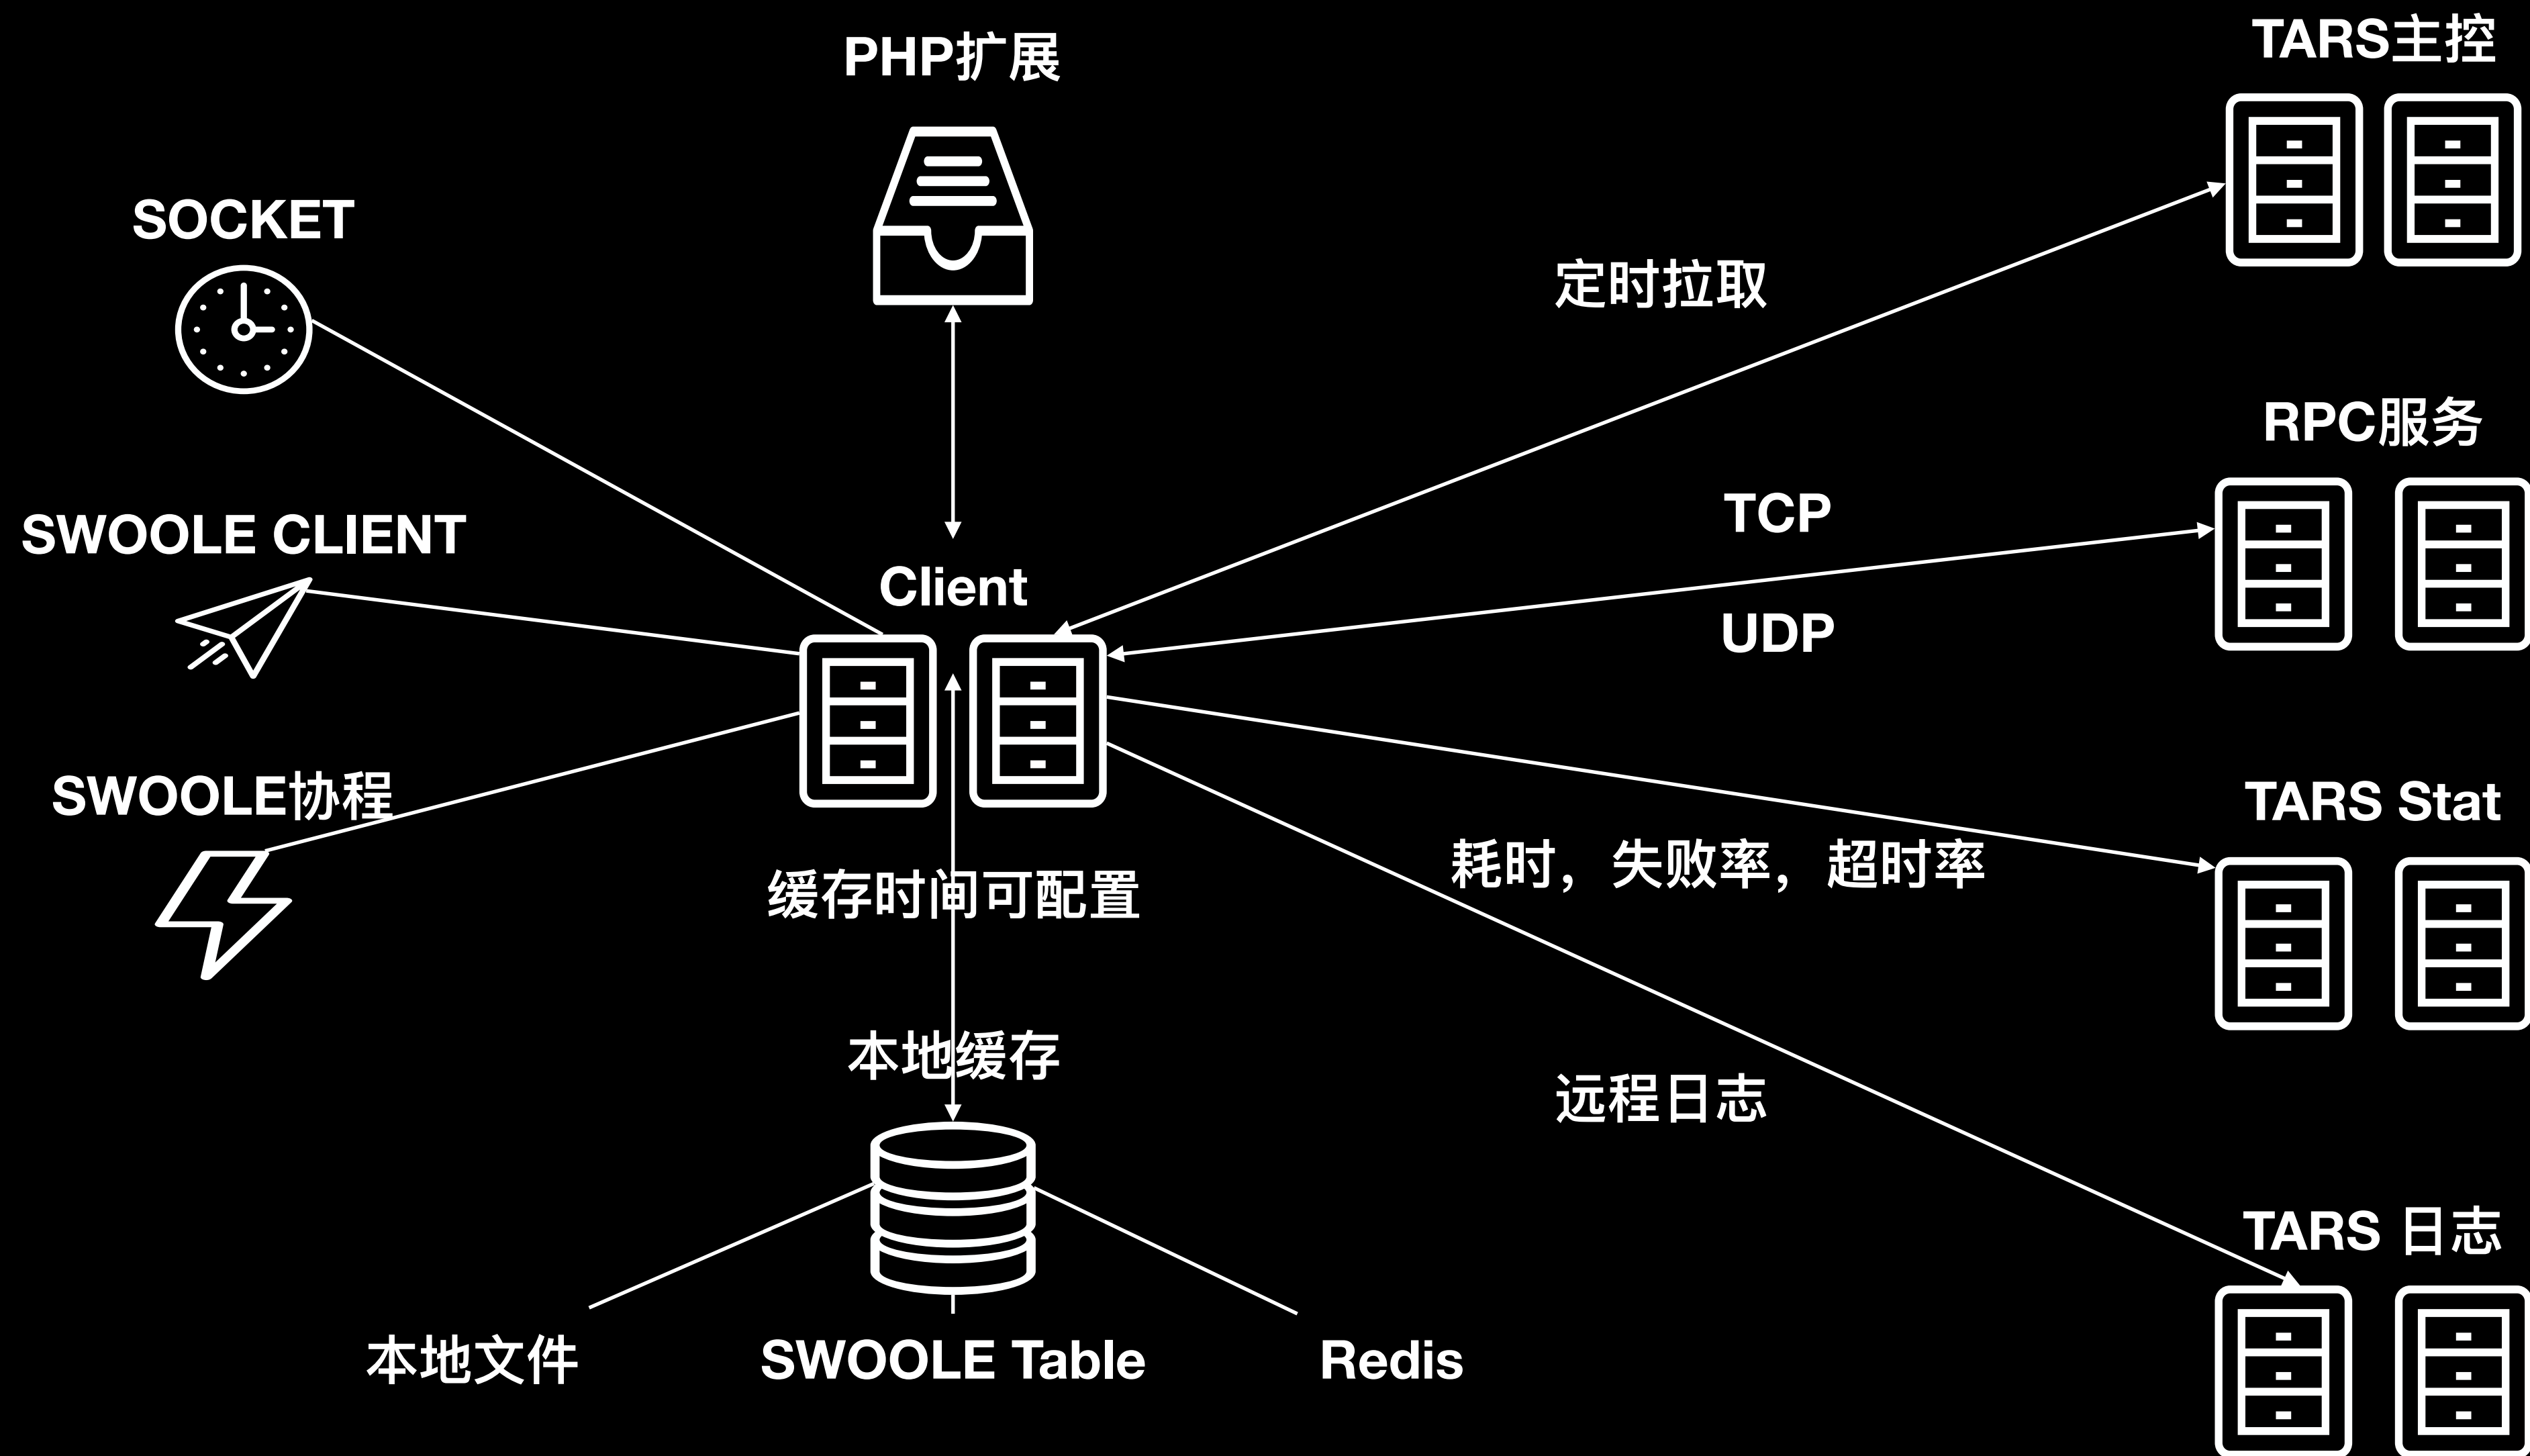 TARS主控
PHP扩展
SOCKET
定时拉取
RPC服务
TCP
SWOOLE CLIENT
Client
UDP
SWOOLE协程
TARS Stat
耗时，失败率，超时率
缓存时间可配置
本地缓存
远程日志
TARS 日志
本地文件
SWOOLE Table
Redis